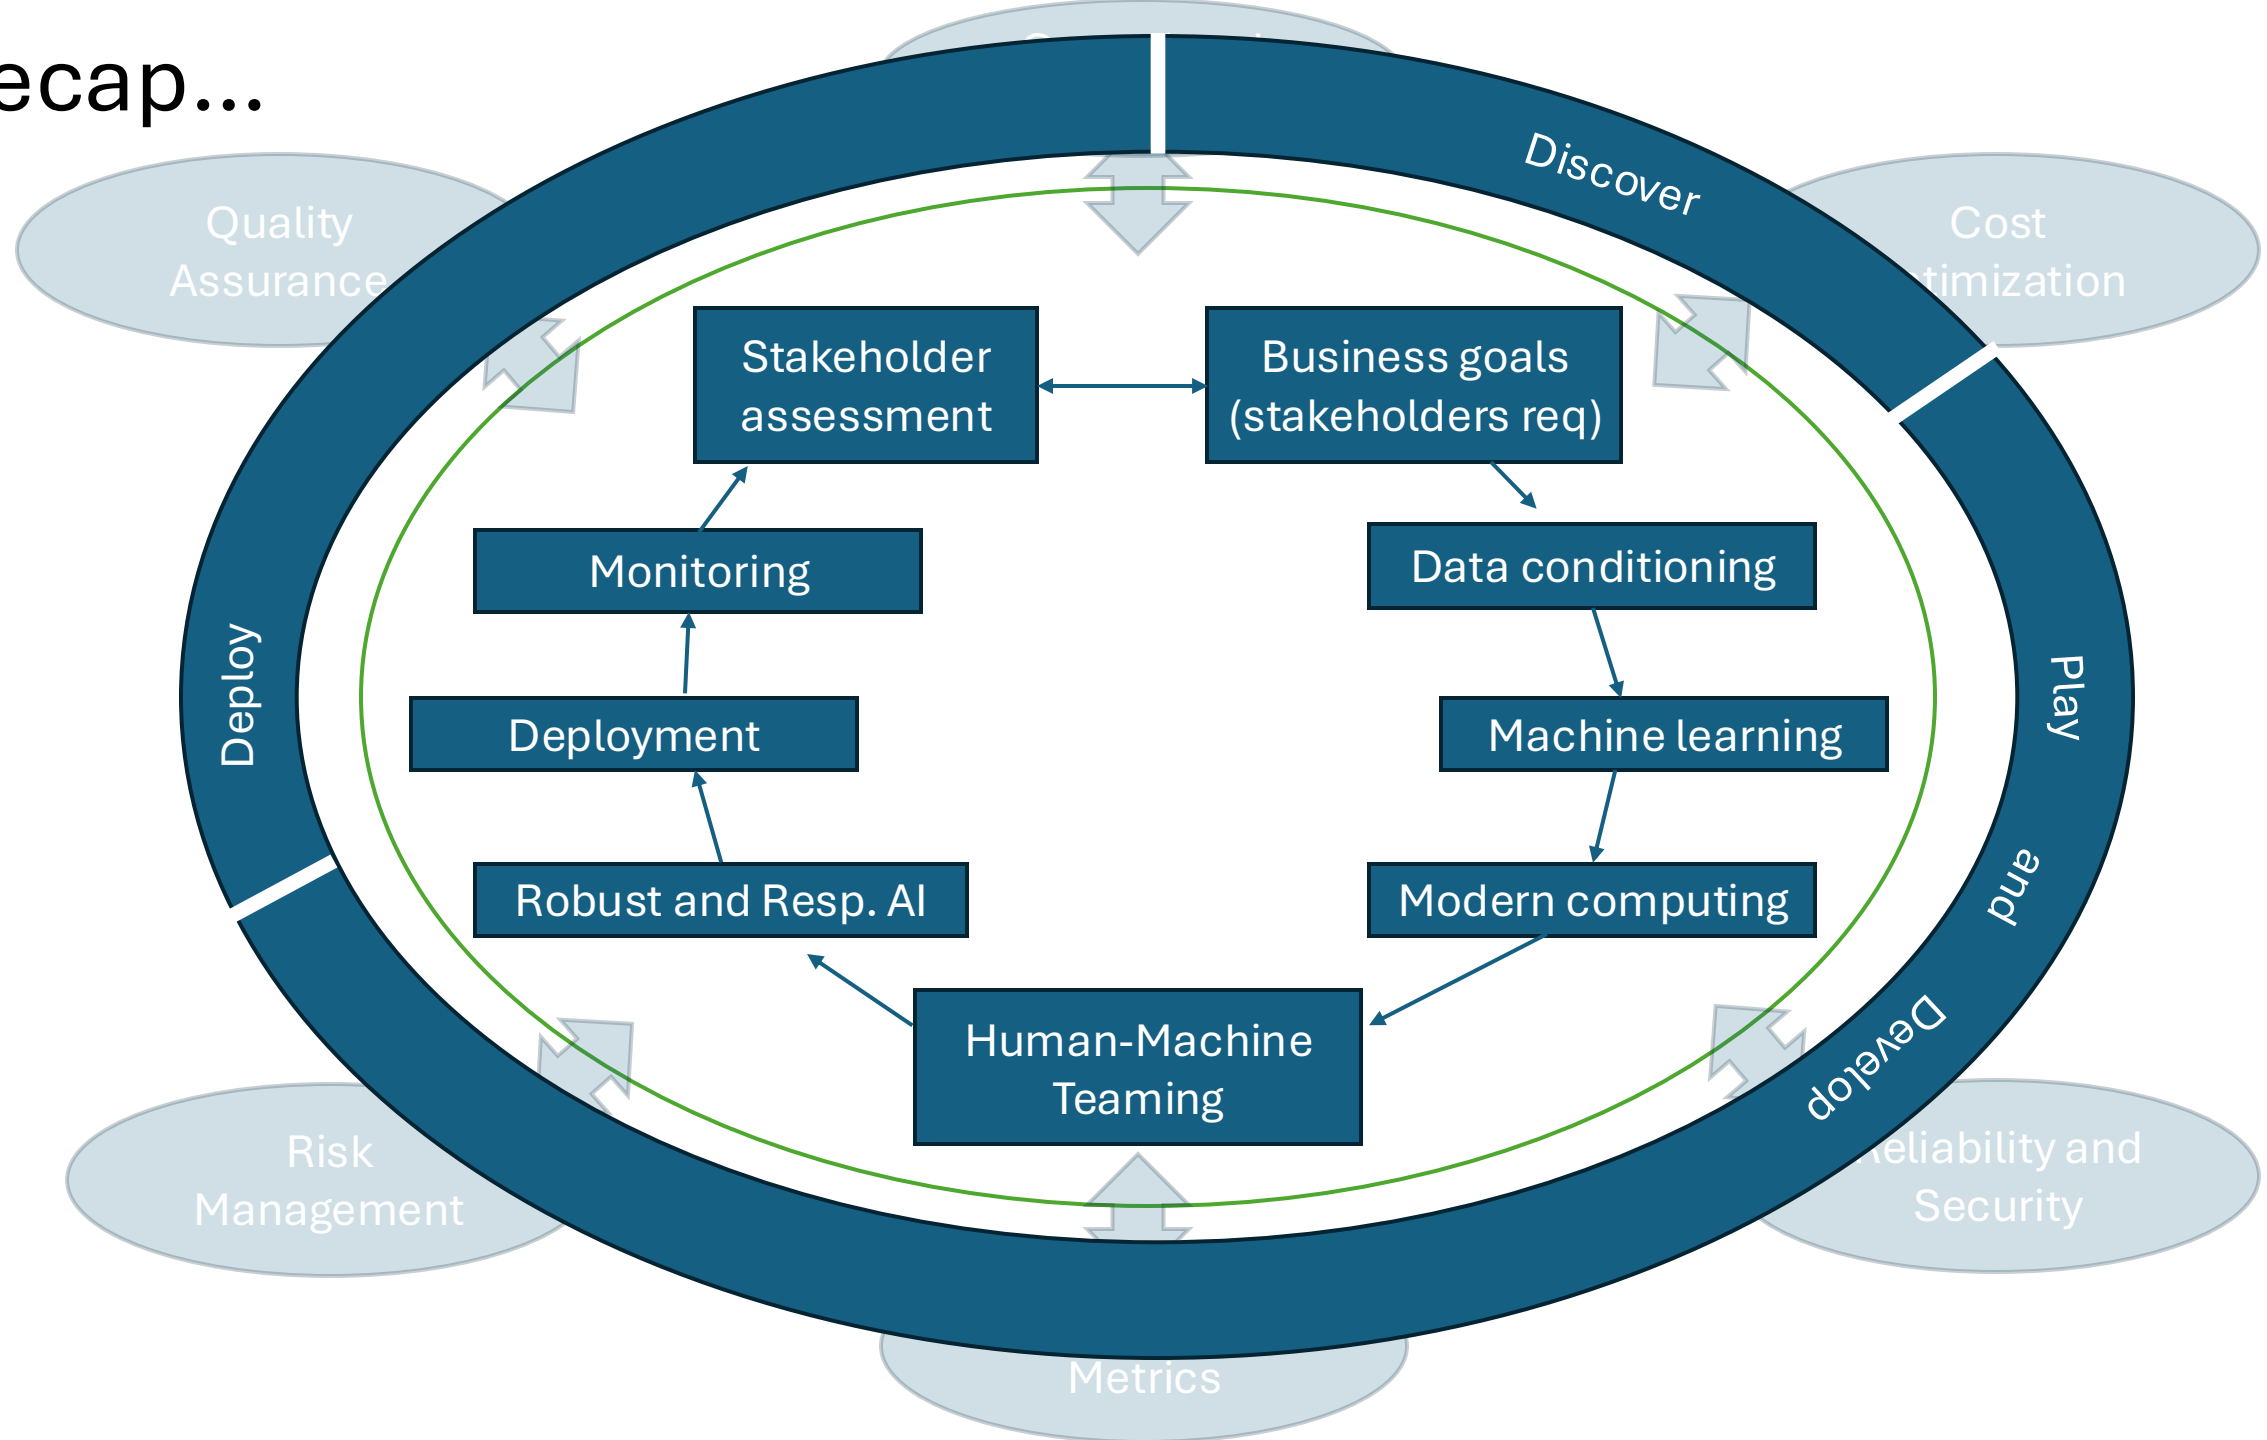 ecap...
Discover
Quality
Assurance
Cost
timization
Stakeholder
assessment
Business goals
(stakeholders req)
Monitoring
Data conditioning
Deploy
Play
and
Develop
Deployment
Machine learning
Robust and Resp. AI
Modern computing
Human-Machine
Teaming
Risk
Management
eliability and
Security
Metrics